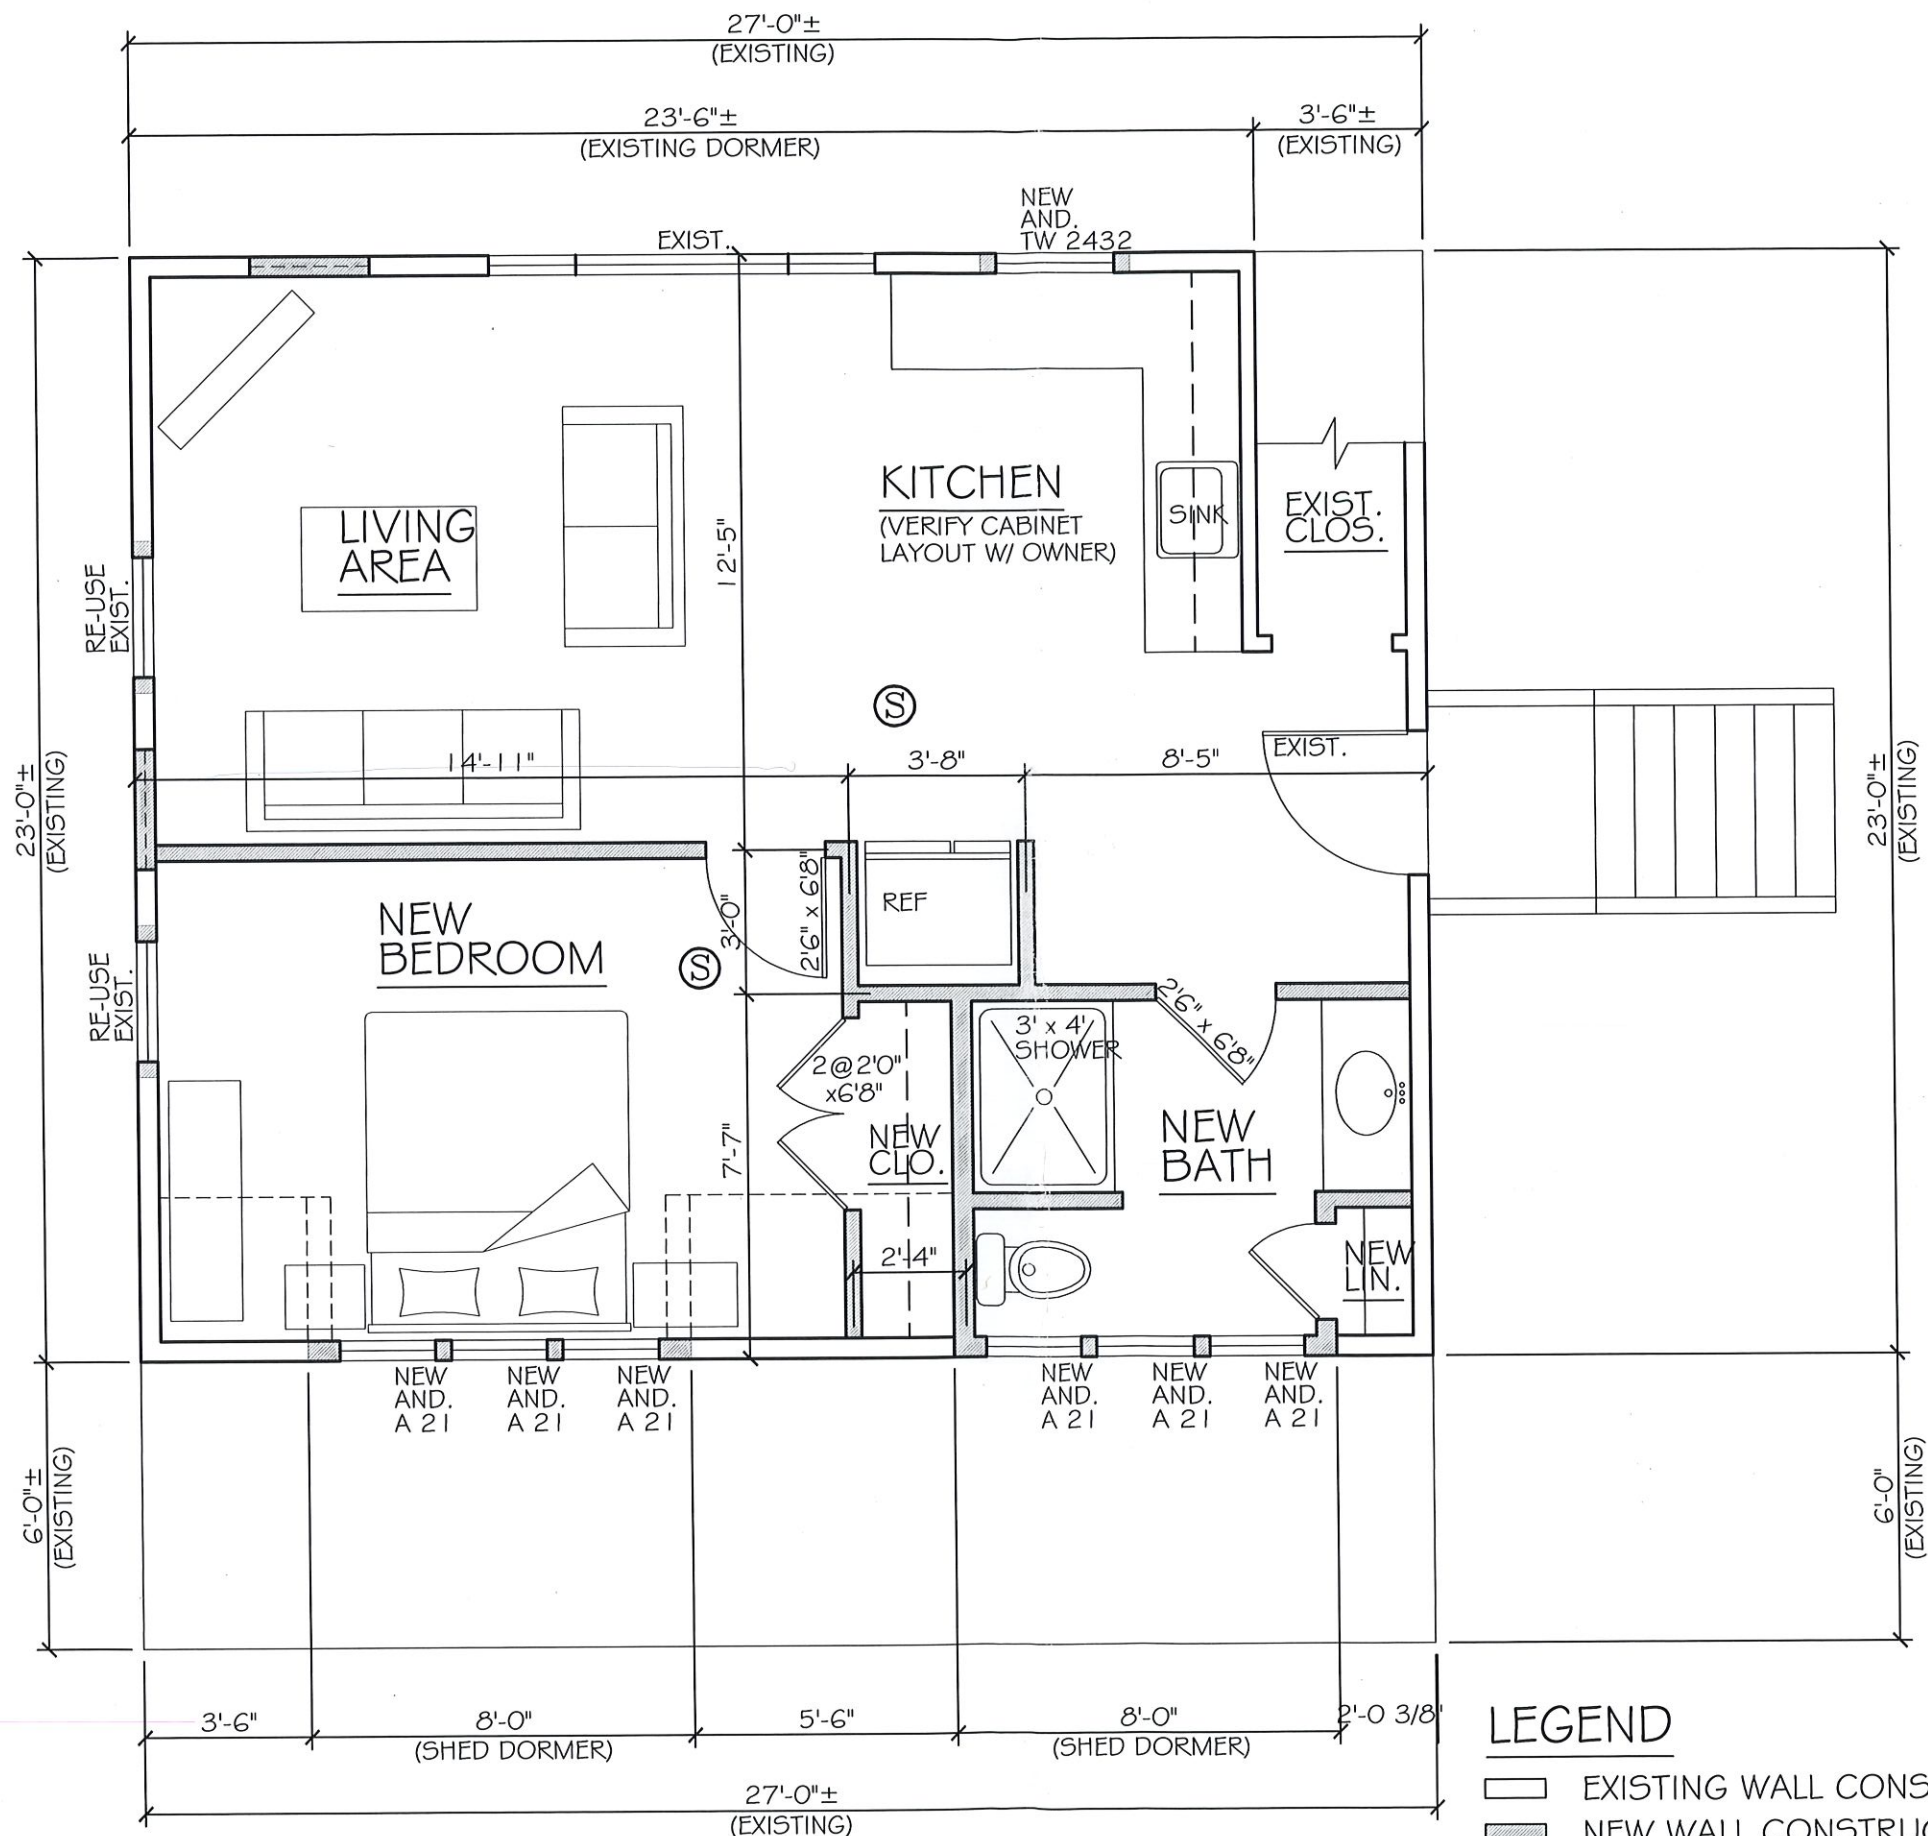 27'-0"±
(EXISTING)
23'-6"±
(EXISTING DORMER)
3'-6"±
(EXISTING)
NEW
AND.
TW 2432
EXIST.
KITCHEN
(VERIFY CABINET
LAYOUT W/ OWNER)
SINK
EXIST.
CLOS.
LIVING
AREA
12'-5"
RE-USE
EXIST.
S
EXIST.
14'-11"
3'-8"
8'-5"
23'-0"±
(EXISTING)
23'-0"±
(EXISTING)
REF
2'6" x 6'8"
3'-0"
NEW
BEDROOM
S
RE-USE
EXIST.
2'6" x 6'8"
3' x 4'
SHOWER
2@2'0"
x6'8"
NEW
CLO.
7'-7"
NEW
BATH
2'-4"
NEW
LIN.
NEW
AND.
A 21
NEW
AND.
A 21
NEW
AND.
A 21
NEW
AND.
A 21
NEW
AND.
A 21
NEW
AND.
A 21
6'-0"±
(EXISTING)
6'-0"
(EXISTING)
3'-6"
8'-0"
(SHED DORMER)
5'-6"
8'-0"
(SHED DORMER)
2'-0 3/8"
27'-0"±
(EXISTING)
LEGEND
EXISTING WALL CONS
NEW WALL CONSTRUC